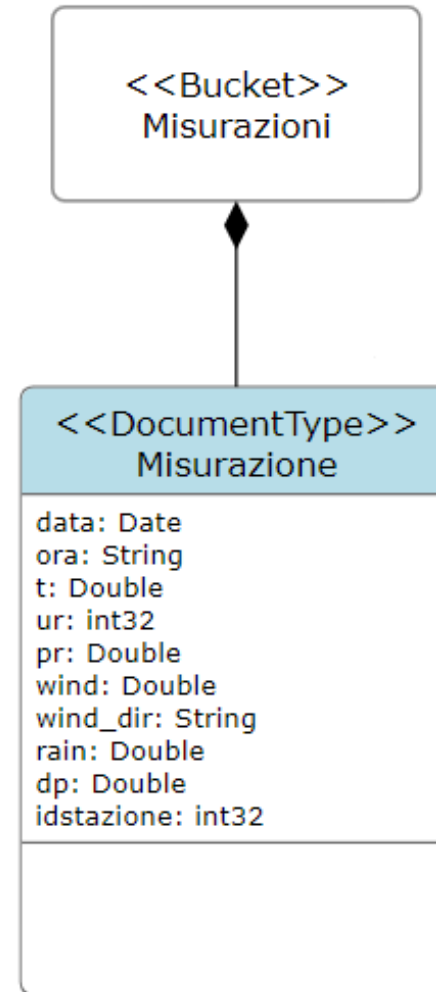 <<Bucket>>
Misurazioni
<<DocumentType>>
Misurazione
data: Date
ora: String
t: Double
ur: int32
pr: Double
wind: Double
wind_dir: String
rain: Double
dp: Double
idstazione: int32